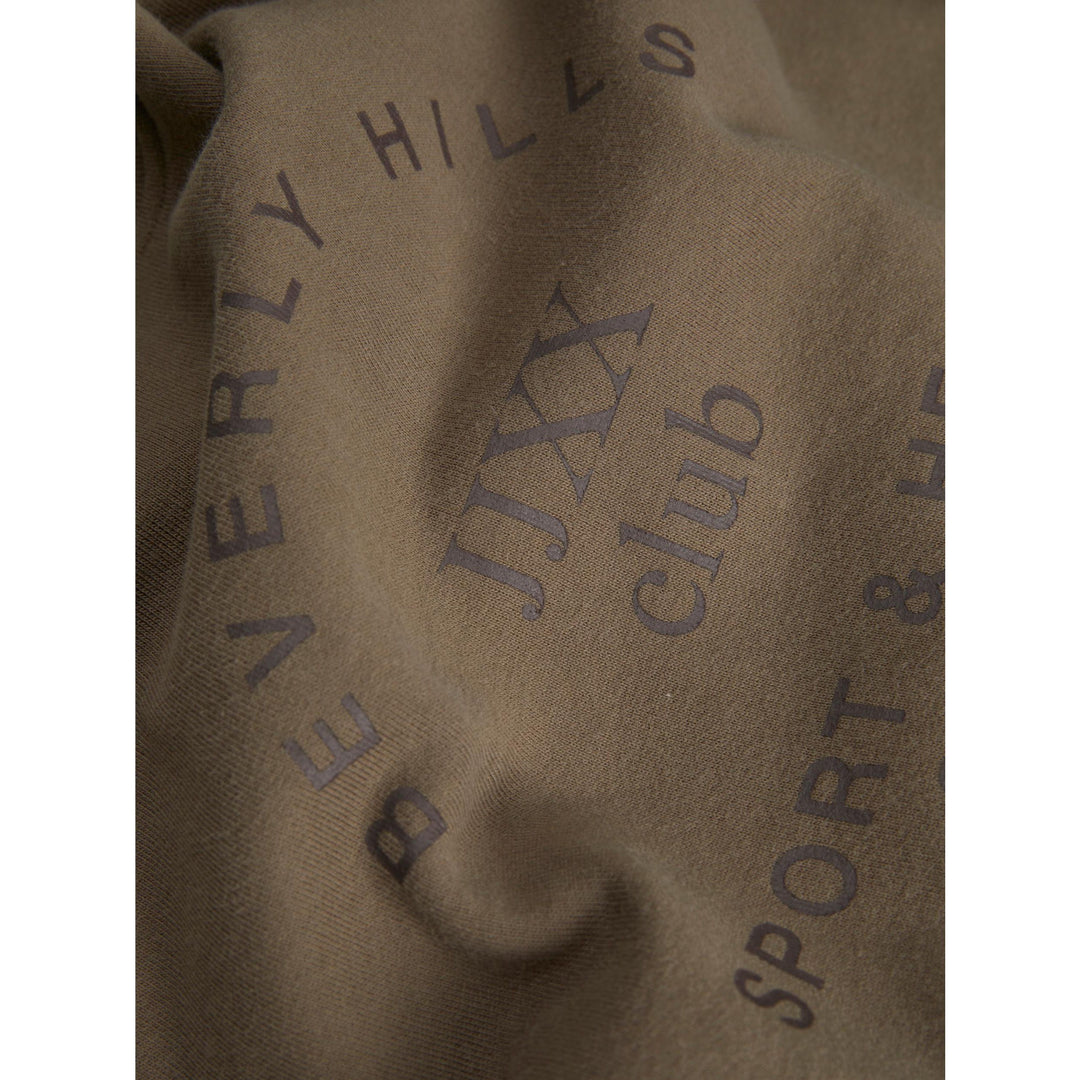 BEVERLY HILLS
JJXX
club
SPORT &